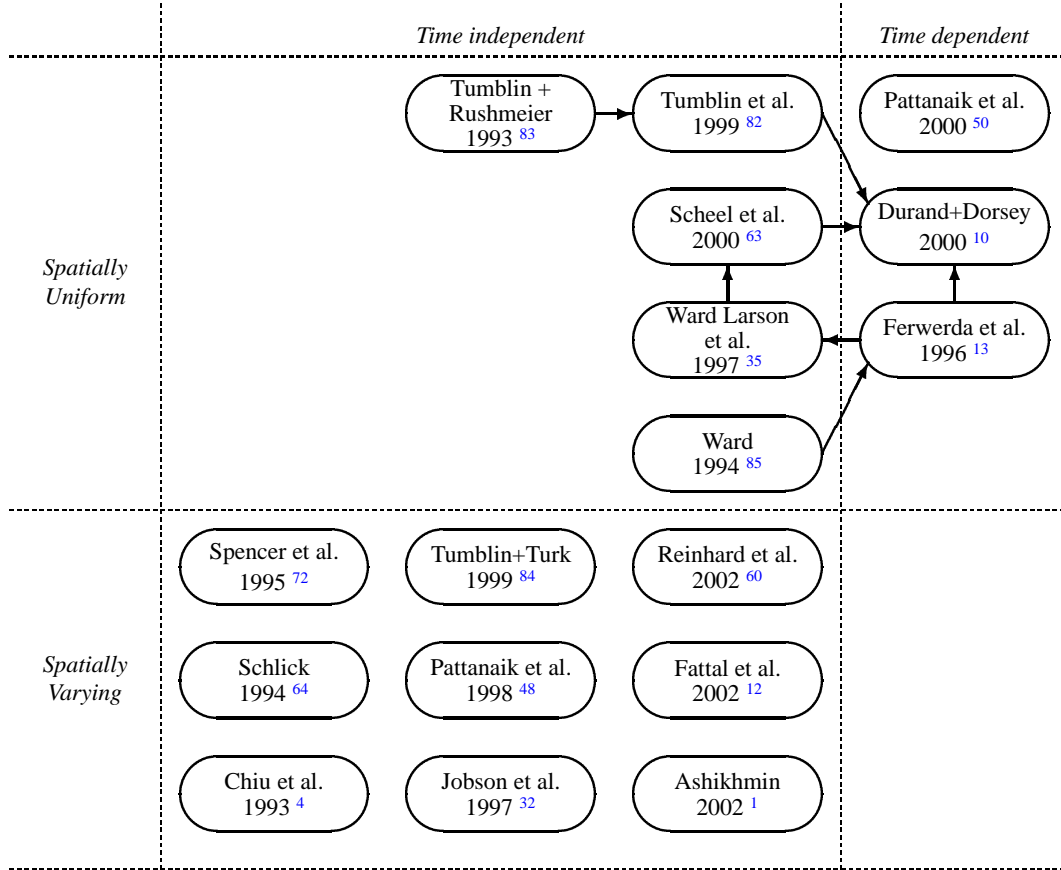 Time independent
Time dependent
Tumblin +
Rushmeier
1993 83
Tumblin et al.
1999 82
Pattanaik et al.
2000 50
Scheel et al.
2000 63
Durand+Dorsey
2000 10
Spatially
Uniform
Ward Larson
et al.
1997 35
Ferwerda et al.
1996 13
Ward
1994 85
Spencer et al.
1995 72
Tumblin+Turk
1999 84
Reinhard et al.
2002 60
Spatially
Varying
Schlick
1994 64
Pattanaik et al.
1998 48
Fattal et al.
2002 12
Chiu et al.
1993 4
Jobson et al.
1997 32
Ashikhmin
2002 1